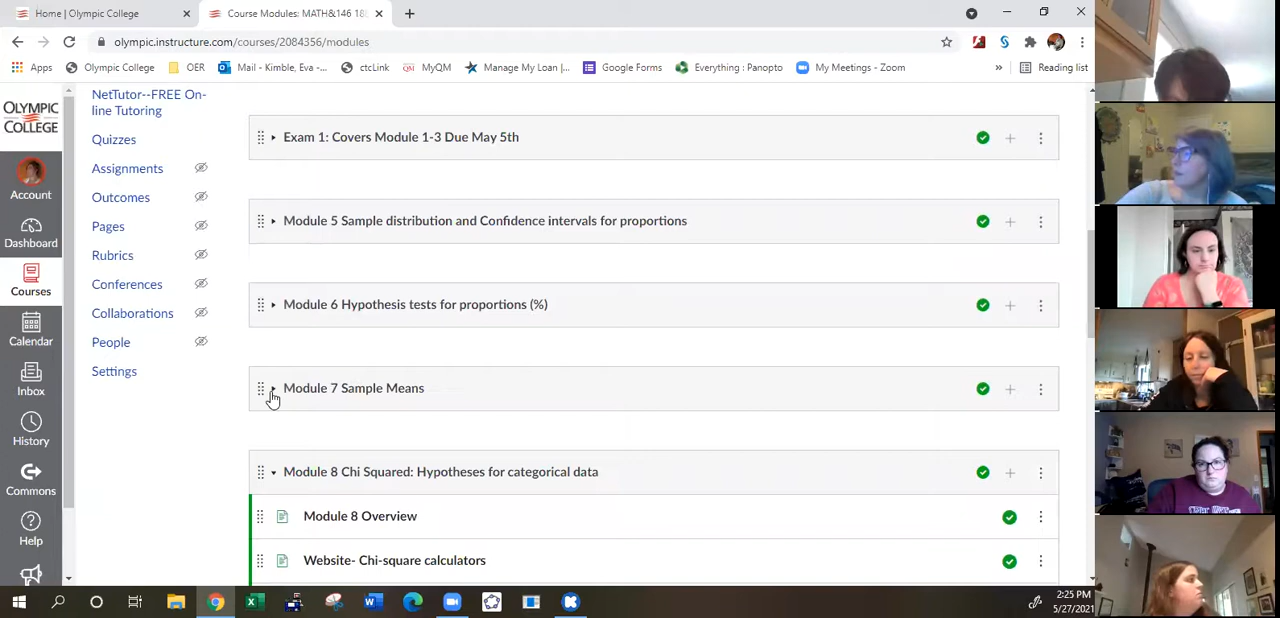 Home | Olympic College
Course Modules: MATH&146 18
olympic.instructure.com/courses/2084356/modules
Apps
Olympic College
OER
Mail - Kimble, Eva -...
ctcLink
QM
MyQM
Manage My Loan |...
Google Forms
Everything : Panopto
My Meetings - Zoom
»
Reading list
OLYMPIC
COLLEGE
Account
Dashboard
Courses
Calendar
Inbox
History
Commons
Help
NetTutor--FREE On-
line Tutoring
Quizzes
Assignments
Outcomes
Pages
Rubrics
Conferences
Collaborations
People
Settings
Exam 1: Covers Module 1-3 Due May 5th
Module 5 Sample distribution and Confidence intervals for proportions
Module 6 Hypothesis tests for proportions (%)
Module 7 Sample Means
Module 8 Chi Squared: Hypotheses for categorical data
Module 8 Overview
Website- Chi-square calculators
2:25 PM
5/27/2021